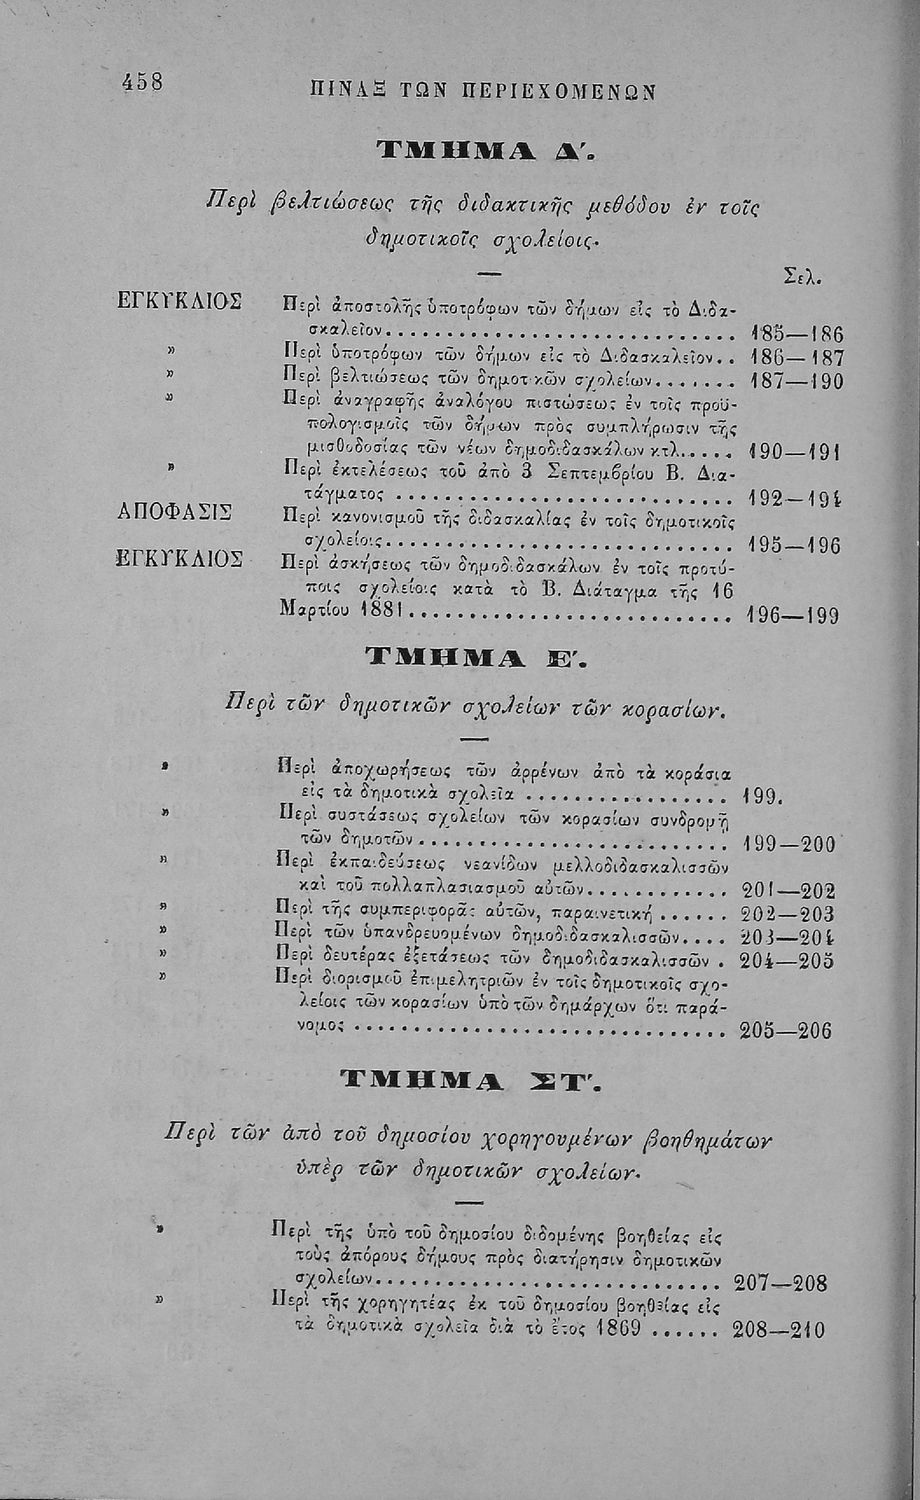 458 ΠΙΝΑΞ ΤΩΝ ΠΕΡΙΕΧΟΜΕΝΩΝ
ΤΜΗΜΑ Δ΄.
Περὶ βελτιώσεως τῆς διδακτικῆς μεθόδου ἐν τοῖς
δημοτικοῖς σχολείοις.
Σελ.
ΕΓΚΥΚΛΙΟΣ Περὶ ἀποστολῆς ὑποτρόφων τῶν δήμων εἰς τὸ Διδα-
σκαλεῖον.............................. 185—186
» Περὶ ὑποτρόφων τῶν δήμων εἰς τὸ Διδασκαλεῖον.. 186—187
» Περὶ βελτιώσεως τῶν δημοτικῶν σχολείων....... 187—190
» Περὶ ἀναγραφῆς ἀναλόγου πιστώσεως ἐν τοῖς προϋ-
πολογισμοῖς τῶν δήμων πρὸς συμπλήρωσιν τῆς
μισθοδοσίας τῶν νέων δημοδιδασκάλων κτλ..... 190—191
» Περὶ ἐκτελέσεως τοῦ ἀπὸ 3 Σεπτεμβρίου Β. Δια-
τάγματος ............................. 192—194
ΑΠΟΦΑΣΙΣ Περὶ κανονισμοῦ τῆς διδασκαλίας ἐν τοῖς δημοτικοῖς
σχολείοις.............................. 195—196
ΕΓΚΥΚΛΙΟΣ Περὶ ἀσκήσεως τῶν δημοδιδασκάλων ἐν τοῖς προτύ-
ποις σχολείοις κατὰ τὸ Β. Διάταγμα τῆς 16
Μαρτίου 1881............................ 196—199
ΤΜΗΜΑ Ε΄.
Περὶ τῶν δημοτικῶν σχολείων τῶν κορασίων.
» Περὶ ἀποχωρήσεως τῶν ἀρρένων ἀπὸ τὰ κοράσια
εἰς τὰ δημοτικὰ σχολεῖα ................. 199.
» Περὶ συστάσεως σχολείων τῶν κορασίων συνδρομῇ
τῶν δημοτῶν.......................... 199—200
» Περὶ ἐκπαιδεύσεως νεανίδων μελλοδιδασκαλισσῶν
καὶ τοῦ πολλαπλασιασμοῦ αὐτῶν............ 201—202
» Περὶ τῆς συμπεριφορᾶς αὐτῶν, παραινετική...... 202—203
» Περὶ τῶν ὑπανδρευομένων δημοδιδασκαλισσῶν.... 203—204
» Περὶ δευτέρας ἐξετάσεως τῶν δημοδιδασκαλισσῶν . 204—205
» Περὶ διορισμοῦ ἐπιμελητριῶν ἐν τοῖς δημοτικοῖς σχο-
λείοις τῶν κορασίων ὑπὸ τῶν δημάρχων ὅτι παρά-
νομος ............................... 205—206
ΤΜΗΜΑ ΣΤ΄.
Περὶ τῶν ἀπὸ τοῦ δημοσίου χορηγουμένων βοηθημάτων
ὑπὲρ τῶν δημοτικῶν σχολείων.
» Περὶ τῆς ὑπὸ τοῦ δημοσίου διδομένης βοηθείας εἰς
τοὺς ἀπόρους δήμους πρὸς διατήρησιν δημοτικῶν
σχολείων............................. 207—208
» Περὶ τῆς χορηγητέας ἐκ τοῦ δημοσίου βοηθείας εἰς
τὰ δημοτικὰ σχολεῖα διὰ τὸ ἔτος 1869 ...... 208—210